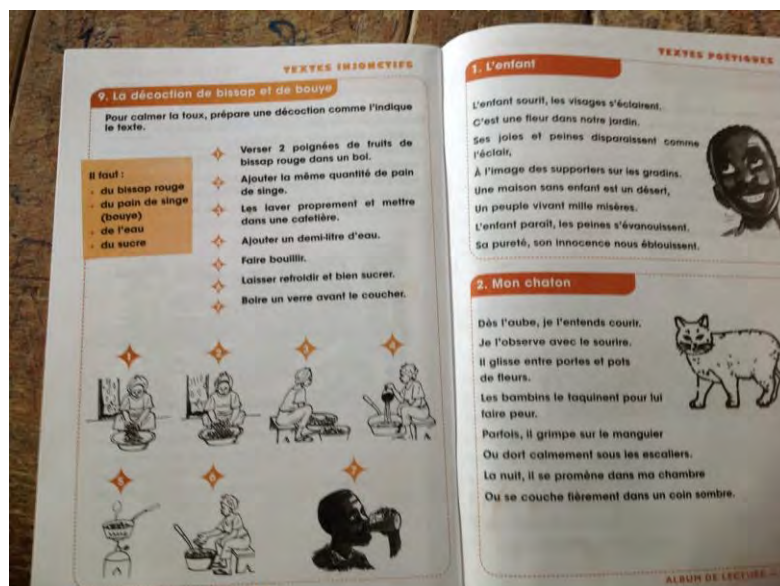 TEXTES INJONCTIFS
9. La décoction de bissap et de bouye
Pour calmer la toux, prépare une décoction comme l'indique
le texte.
Il faut :
- du bissap rouge
- du pain de singe
(bouye)
- de l'eau
- du sucre
Verser 2 poignées de fruits de
bissap rouge dans un bol.
Ajouter la même quantité de pain
de singe.
Les laver proprement et mettre
dans une cafetière.
Ajouter un demi-litre d'eau.
Faire bouillir.
Laisser refroidir et bien sucrer.
Boire un verre avant le coucher.
1
2
3
4
5
6
7
TEXTES POÉTIQUES
1. L'enfant
L'enfant sourit, les visages s'éclairent.
C'est une fleur dans notre jardin.
Ses joies et peines disparaissent comme
l'éclair,
À l'image des supporters sur les gradins.
Une maison sans enfant est un désert,
Un peuple vivant mille misères.
L'enfant paraît, les peines s'évanouissent.
Sa pureté, son innocence nous éblouissent.
2. Mon chaton
Dès l'aube, je l'entends courir.
Je l'observe avec le sourire.
Il glisse entre portes et pots
de fleurs.
Les bambins le taquinent pour lui
faire peur.
Parfois, il grimpe sur le manguier
Ou dort calmement sous les escaliers.
La nuit, il se promène dans ma chambre
Ou se couche fièrement dans un coin sombre.
ALBUM DE LECTURE